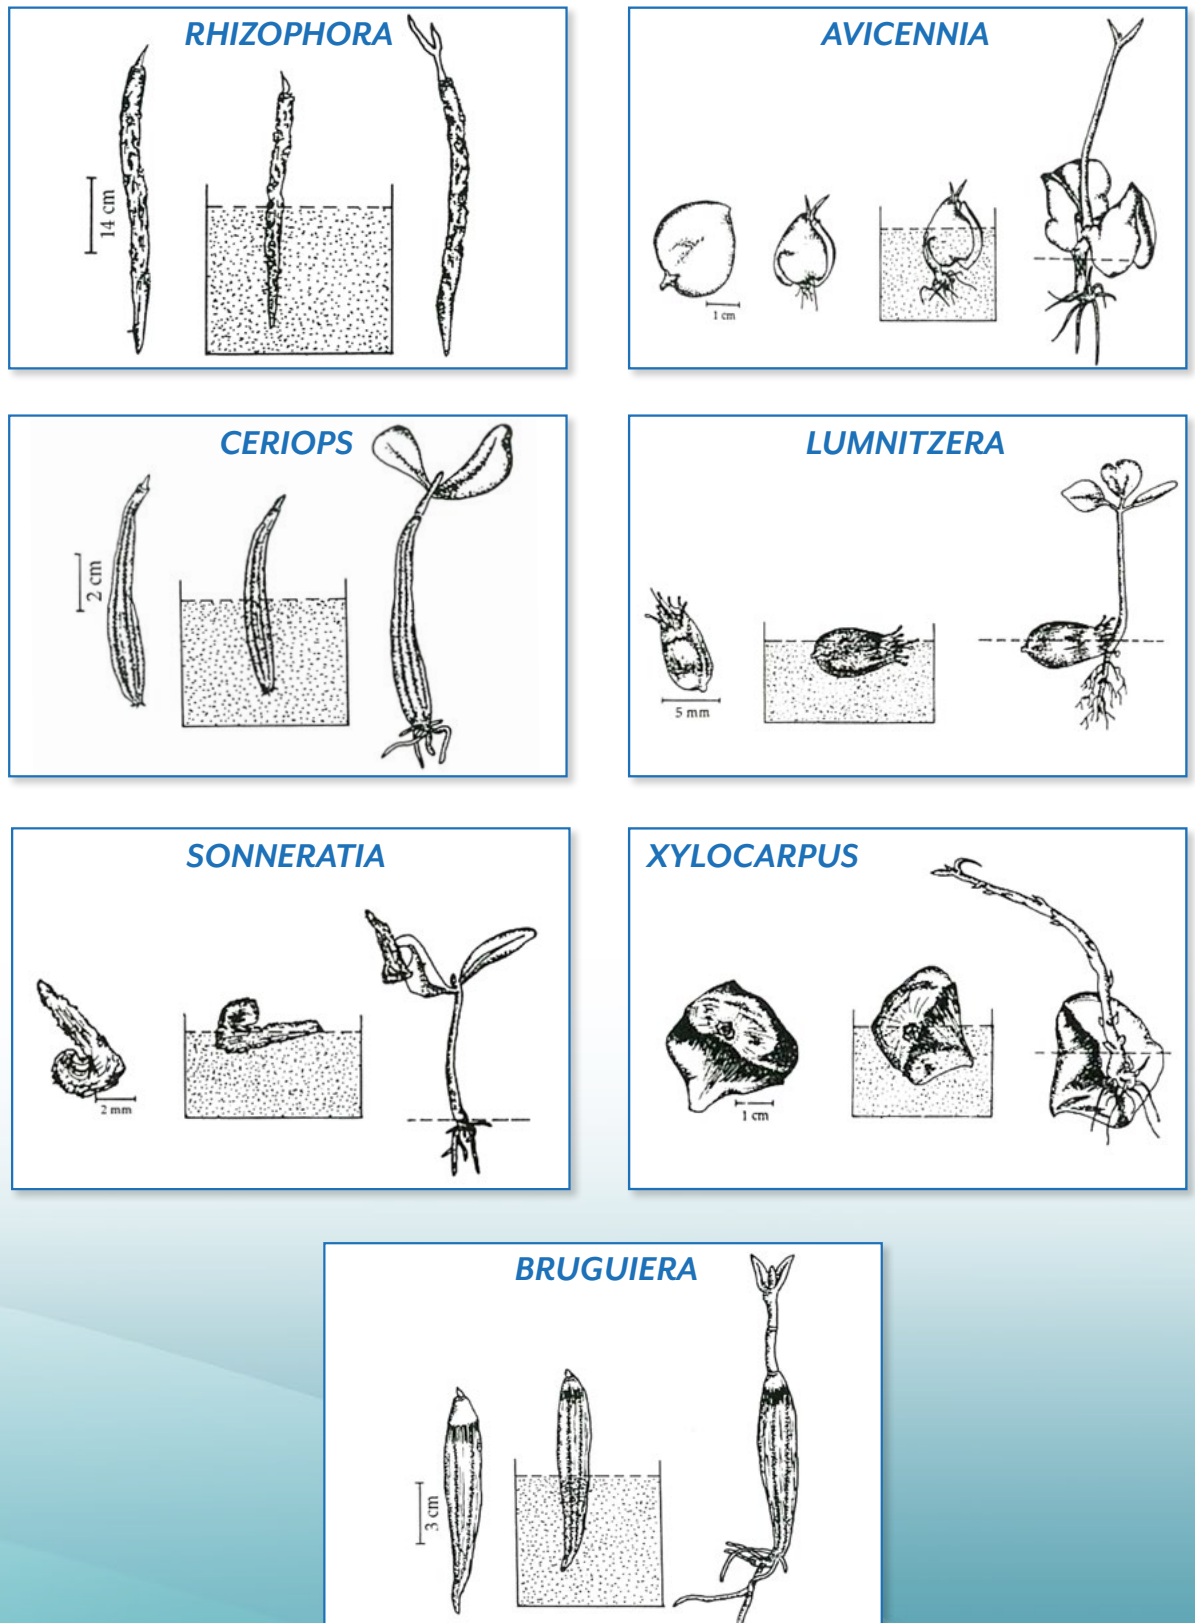 RHIZOPHORA
14 cm
AVICENNIA
1 cm
CERIOPS
2 cm
LUMNITZERA
5 mm
SONNERATIA
2 mm
XYLOCARPUS
1 cm
BRUGUIERA
3 cm